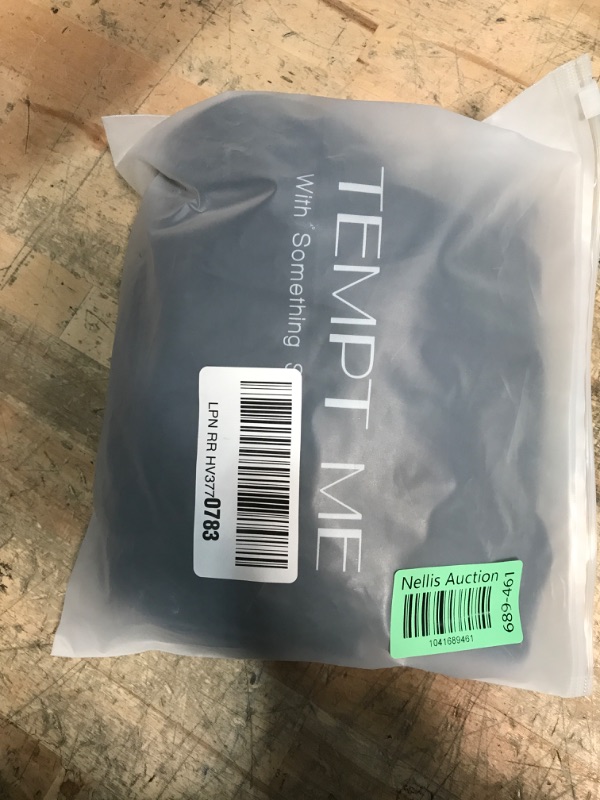 TEMPT ME
With "Something S
LPN RR HV3770783
Nellis Auction
1041689461
689-461